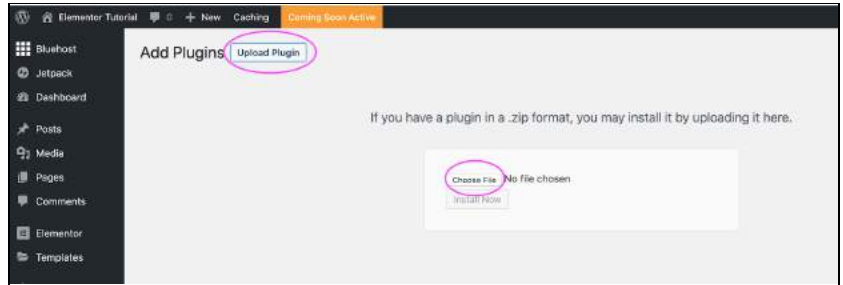 Elementor Tutorial 0 + New Caching Coming Soon Active
Bluehost
Jetpack
Dashboard
Posts
Media
Pages
Comments
Elementor
Templates
Add Plugins Upload Plugin
If you have a plugin in a .zip format, you may install it by uploading it here.
Choose File No file chosen
Install Now